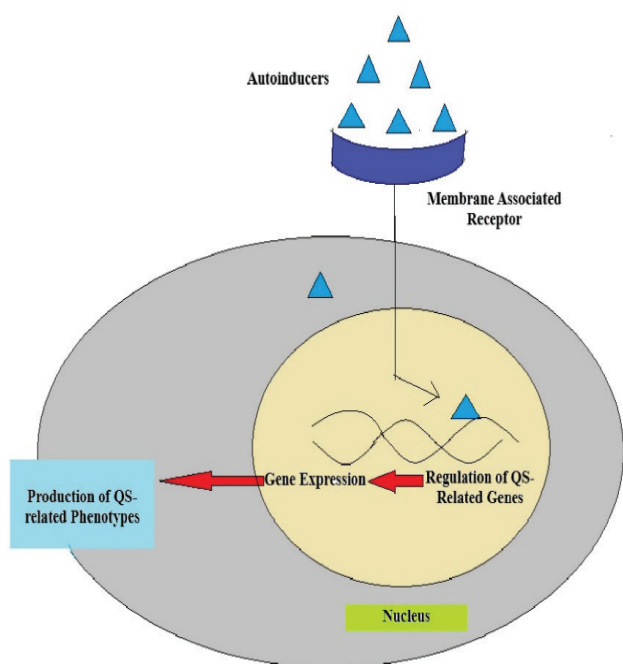 Autoinducers
Membrane Associated
Receptor
Gene Expression
Regulation of QS-
Related Genes
Production of QS-
related Phenotypes
Nucleus